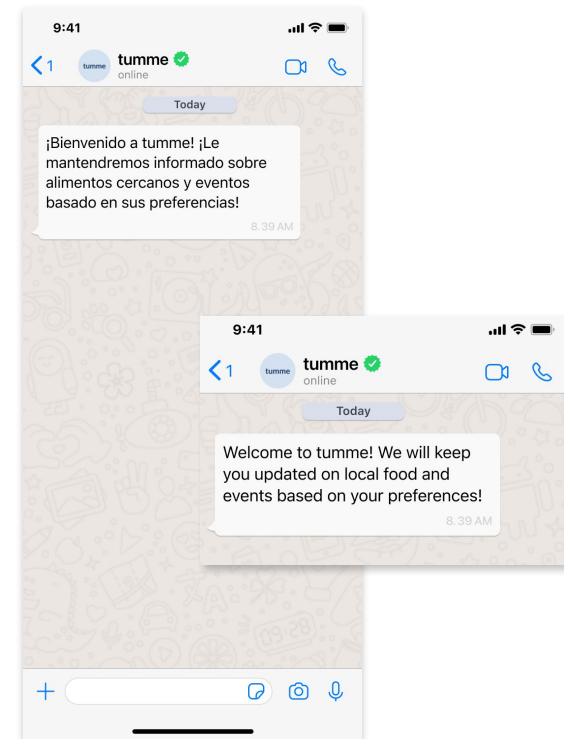 9:41
1
tumme
tumme
online
Today
¡Bienvenido a tumme! ¡Le
mantendremos informado sobre
alimentos cercanos y eventos
basado en sus preferencias!
8.39 AM
9:41
1
tumme
tumme
online
Today
Welcome to tumme! We will keep
you updated on local food and
events based on your preferences!
8.39 AM
09:28